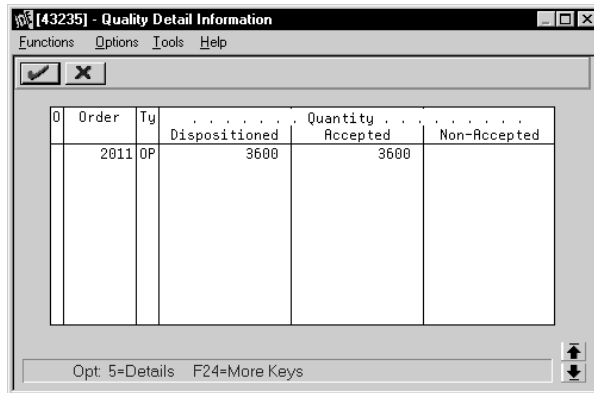 JDE [43235] - Quality Detail Information
Functions Options Tools Help
O Order Ty . . . . . . . Quantity . . . . . . . . .
Dispositioned Accepted Non-Accepted
2011 OP 3600 3600
Opt: 5=Details F24=More Keys